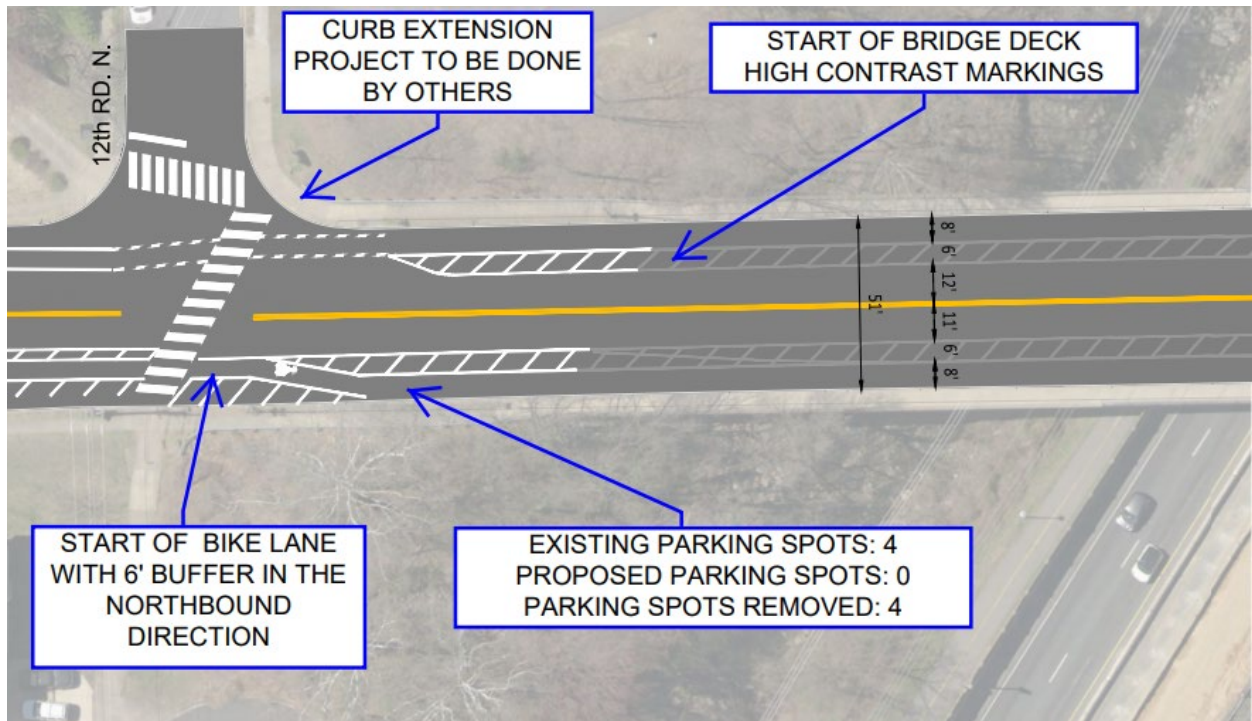 CURB EXTENSION
PROJECT TO BE DONE
BY OTHERS
START OF BRIDGE DECK
HIGH CONTRAST MARKINGS
12th RD. N.
8'
6'
12'
51'
11'
6'
8'
START OF BIKE LANE
WITH 6' BUFFER IN THE
NORTHBOUND
DIRECTION
EXISTING PARKING SPOTS: 4
PROPOSED PARKING SPOTS: 0
PARKING SPOTS REMOVED: 4